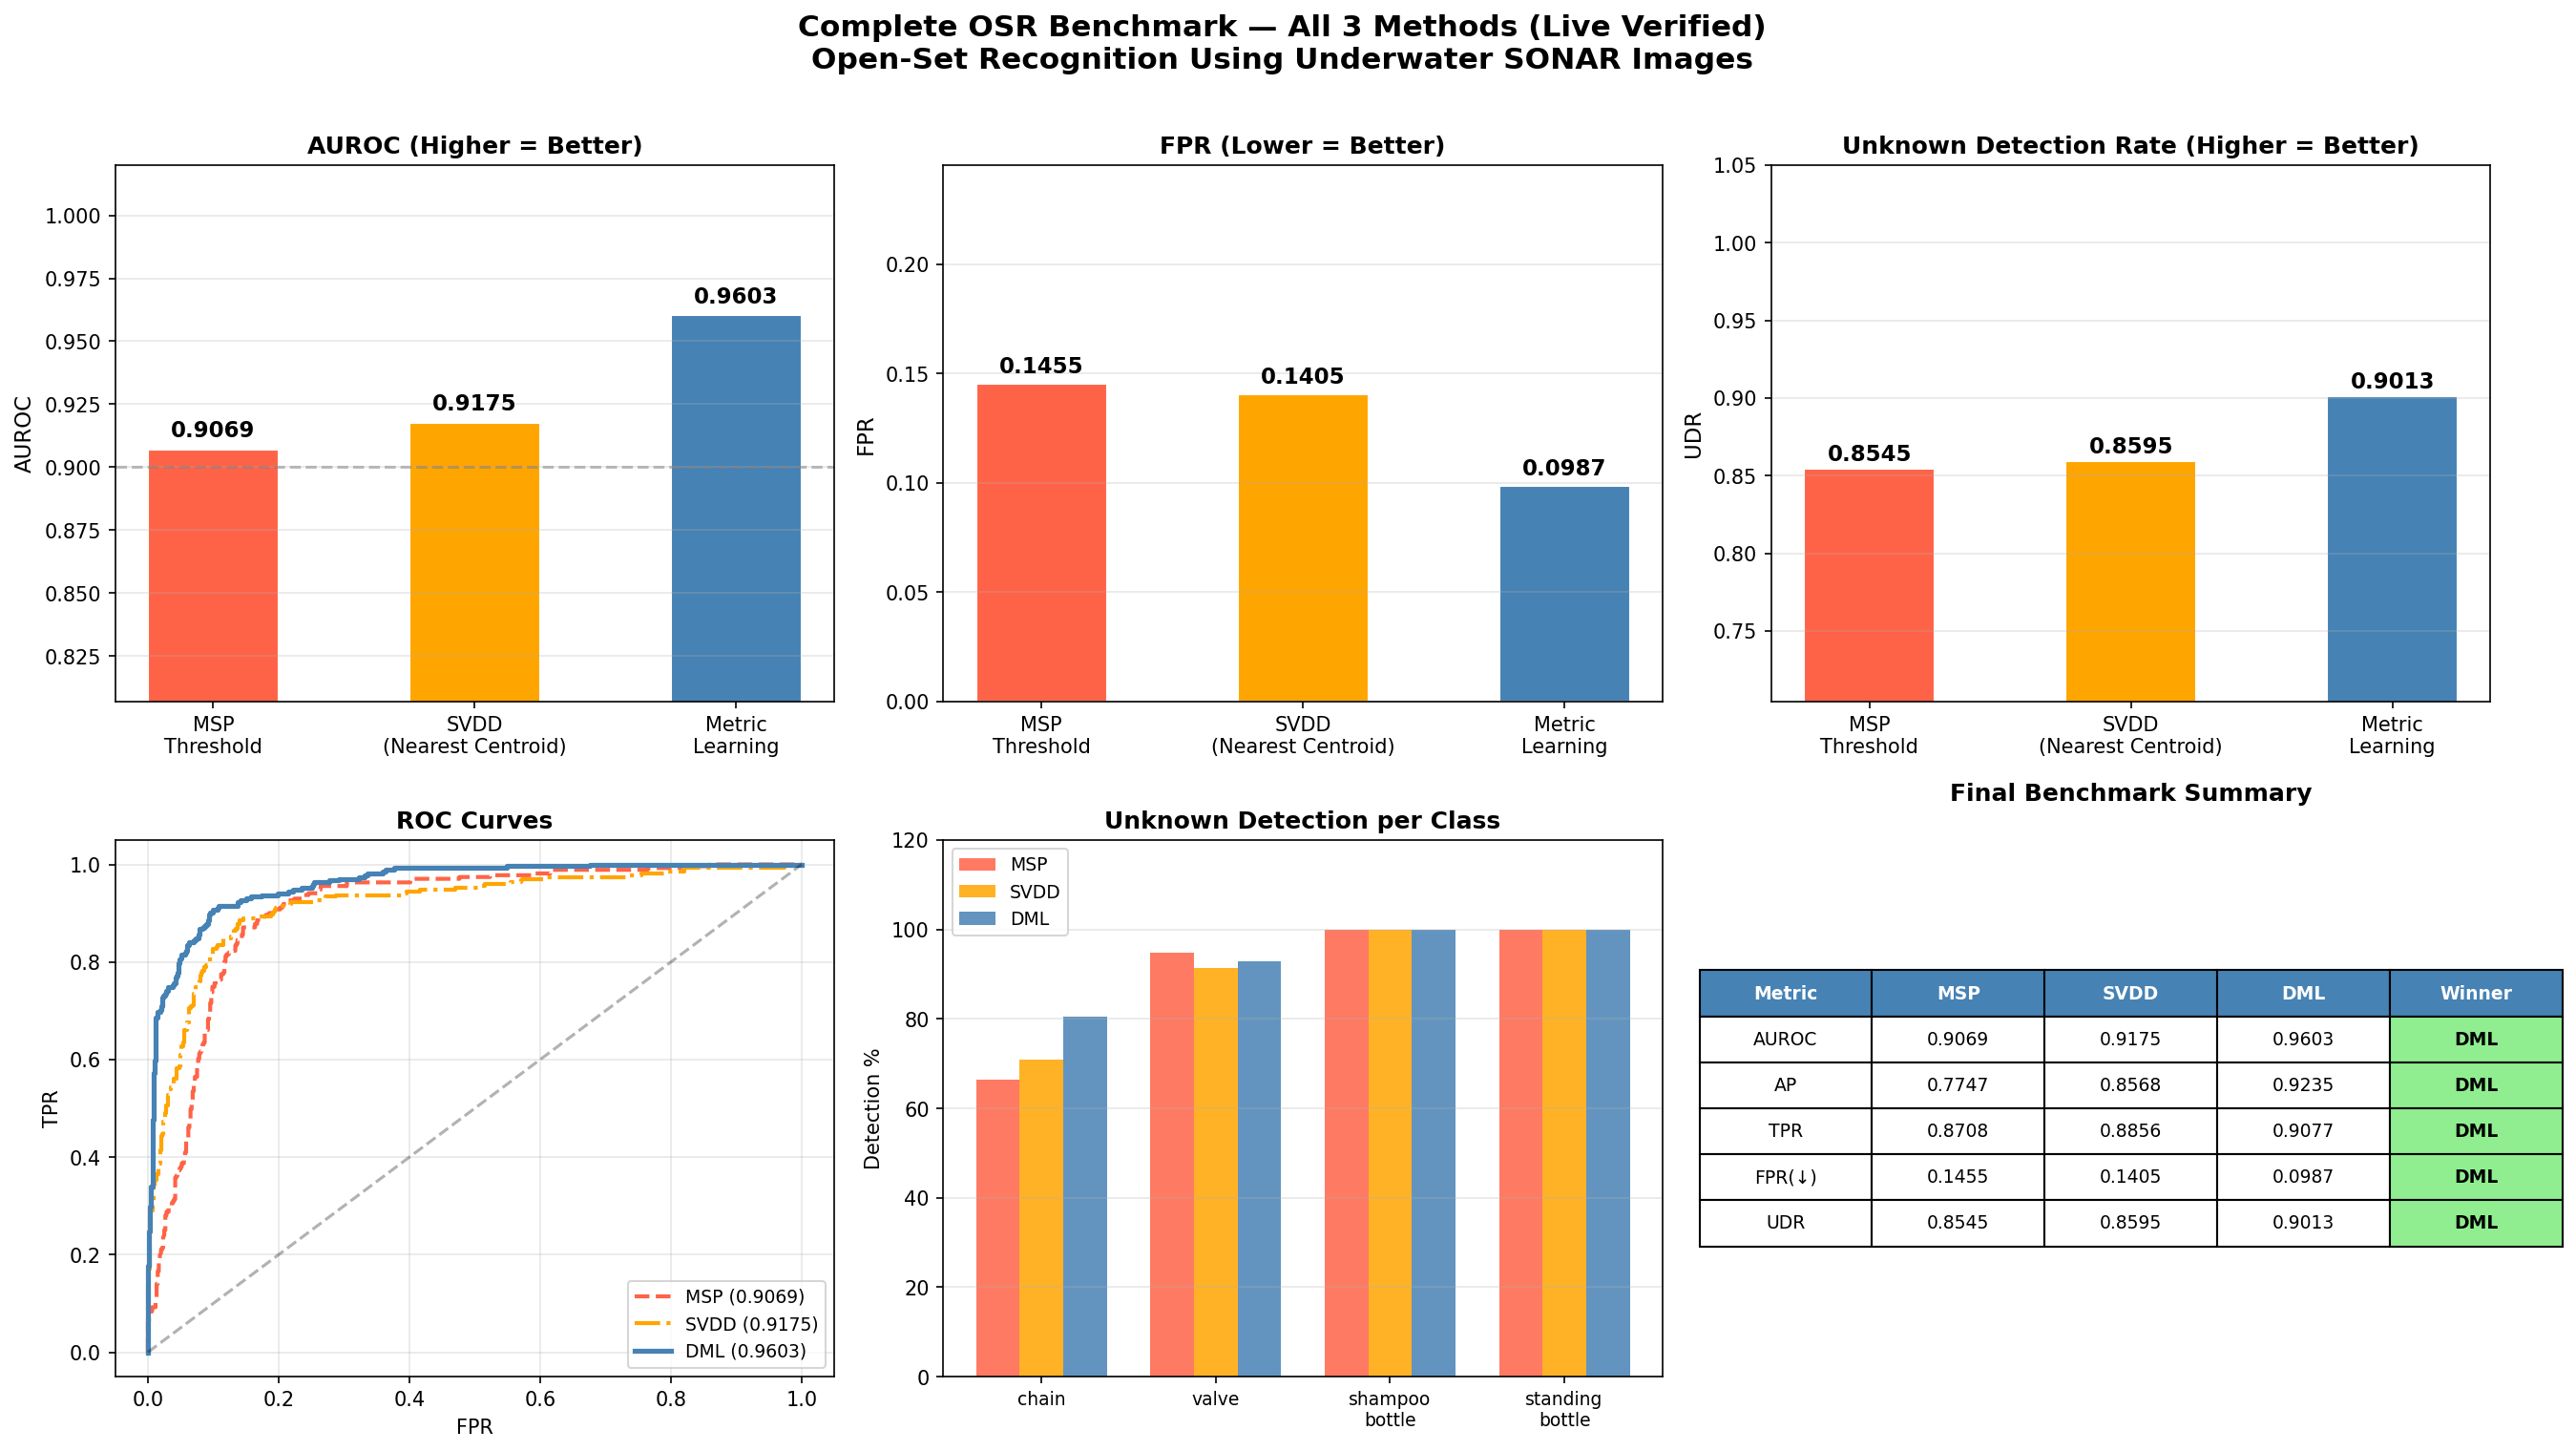 Complete OSR Benchmark — All 3 Methods (Live Verified)
Open-Set Recognition Using Underwater SONAR Images
AUROC (Higher = Better)
AUROC
1.000
0.975
0.950
0.925
0.900
0.875
0.850
0.825
0.9069
0.9175
0.9603
MSP
Threshold
SVDD
(Nearest Centroid)
Metric
Learning
FPR (Lower = Better)
FPR
0.20
0.15
0.10
0.05
0.00
0.1455
0.1405
0.0987
MSP
Threshold
SVDD
(Nearest Centroid)
Metric
Learning
Unknown Detection Rate (Higher = Better)
UDR
1.05
1.00
0.95
0.90
0.85
0.80
0.75
0.8545
0.8595
0.9013
MSP
Threshold
SVDD
(Nearest Centroid)
Metric
Learning
ROC Curves
TPR
1.0
0.8
0.6
0.4
0.2
0.0
MSP (0.9069)
SVDD (0.9175)
DML (0.9603)
0.0 0.2 0.4 0.6 0.8 1.0
FPR
Unknown Detection per Class
Detection %
120
100
80
60
40
20
0
MSP
SVDD
DML
chain
valve
shampoo
bottle
standing
bottle
Final Benchmark Summary
Metric MSP SVDD DML Winner
AUROC 0.9069 0.9175 0.9603 DML
AP 0.7747 0.8568 0.9235 DML
TPR 0.8708 0.8856 0.9077 DML
FPR(↓) 0.1455 0.1405 0.0987 DML
UDR 0.8545 0.8595 0.9013 DML